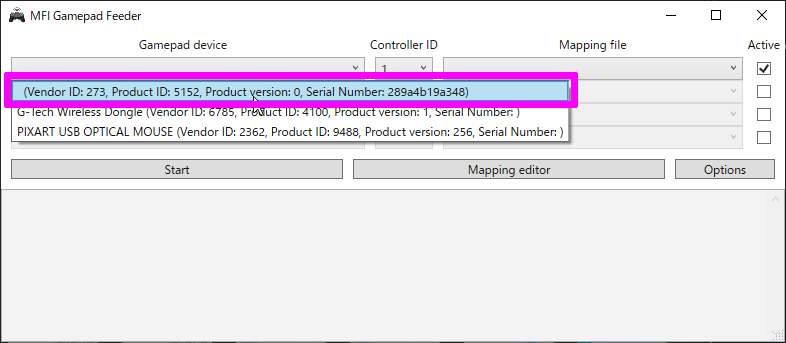 MFI Gamepad Feeder
Gamepad device Controller ID Mapping file Active
1
(Vendor ID: 273, Product ID: 5152, Product version: 0, Serial Number: 289a4b19a348)
G-Tech Wireless Dongle (Vendor ID: 6785, Product ID: 4100, Product version: 1, Serial Number: )
PIXART USB OPTICAL MOUSE (Vendor ID: 2362, Product ID: 9488, Product version: 256, Serial Number: )
Start Mapping editor Options